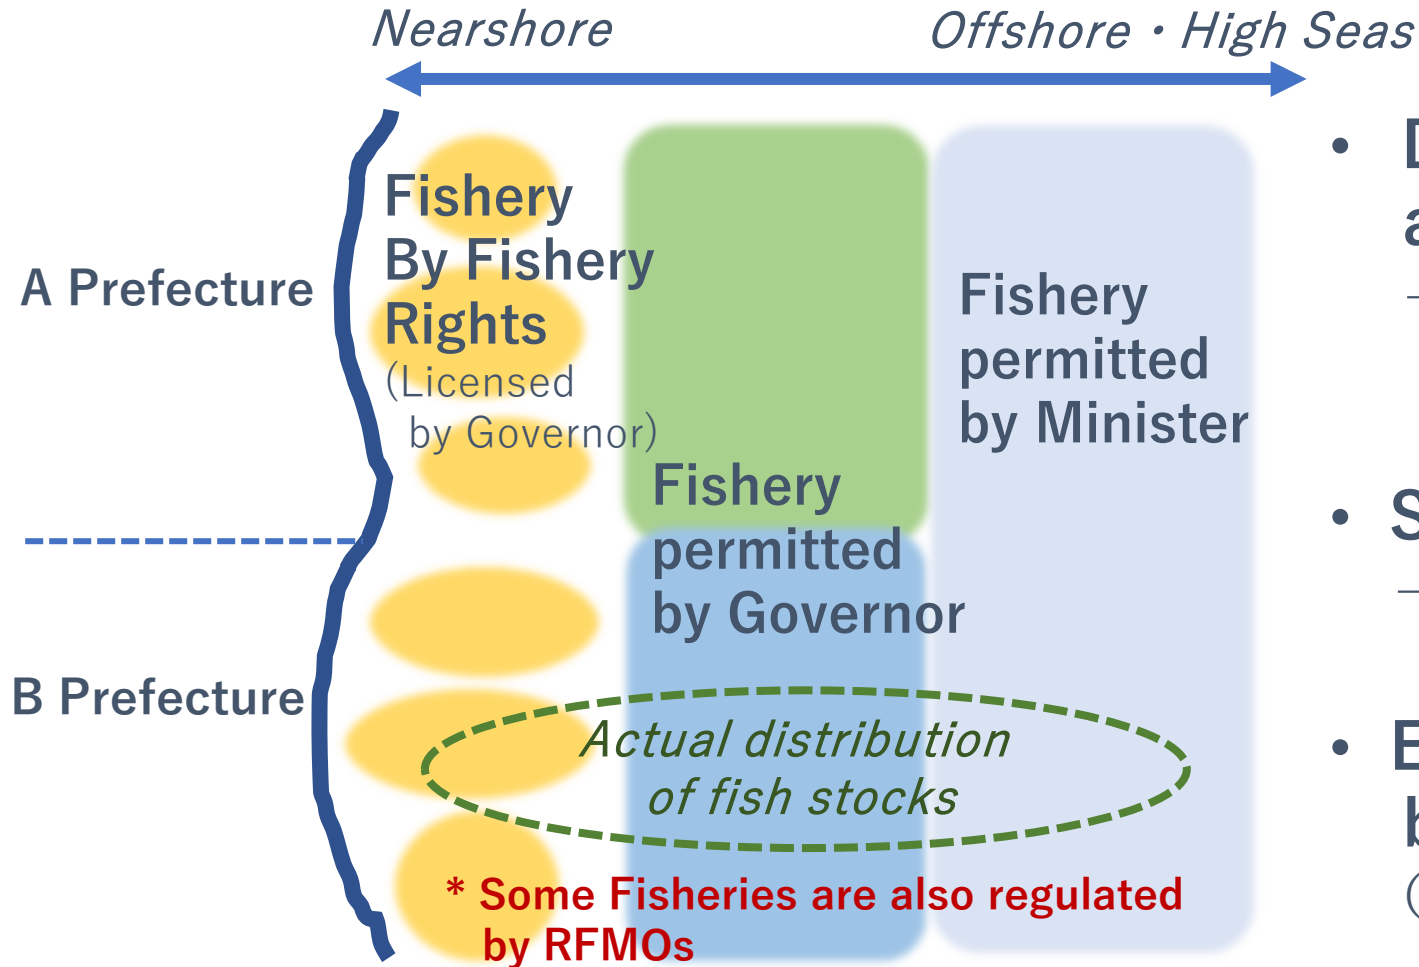 Nearshore
Offshore・High Seas
A Prefecture
Fishery
By Fishery
Rights
(Licensed
by Governor)
Fishery
permitted
by Governor
Fishery
permitted
by Minister
B Prefecture
Actual distribution
of fish stocks
* Some Fisheries are also regulated
by RFMOs